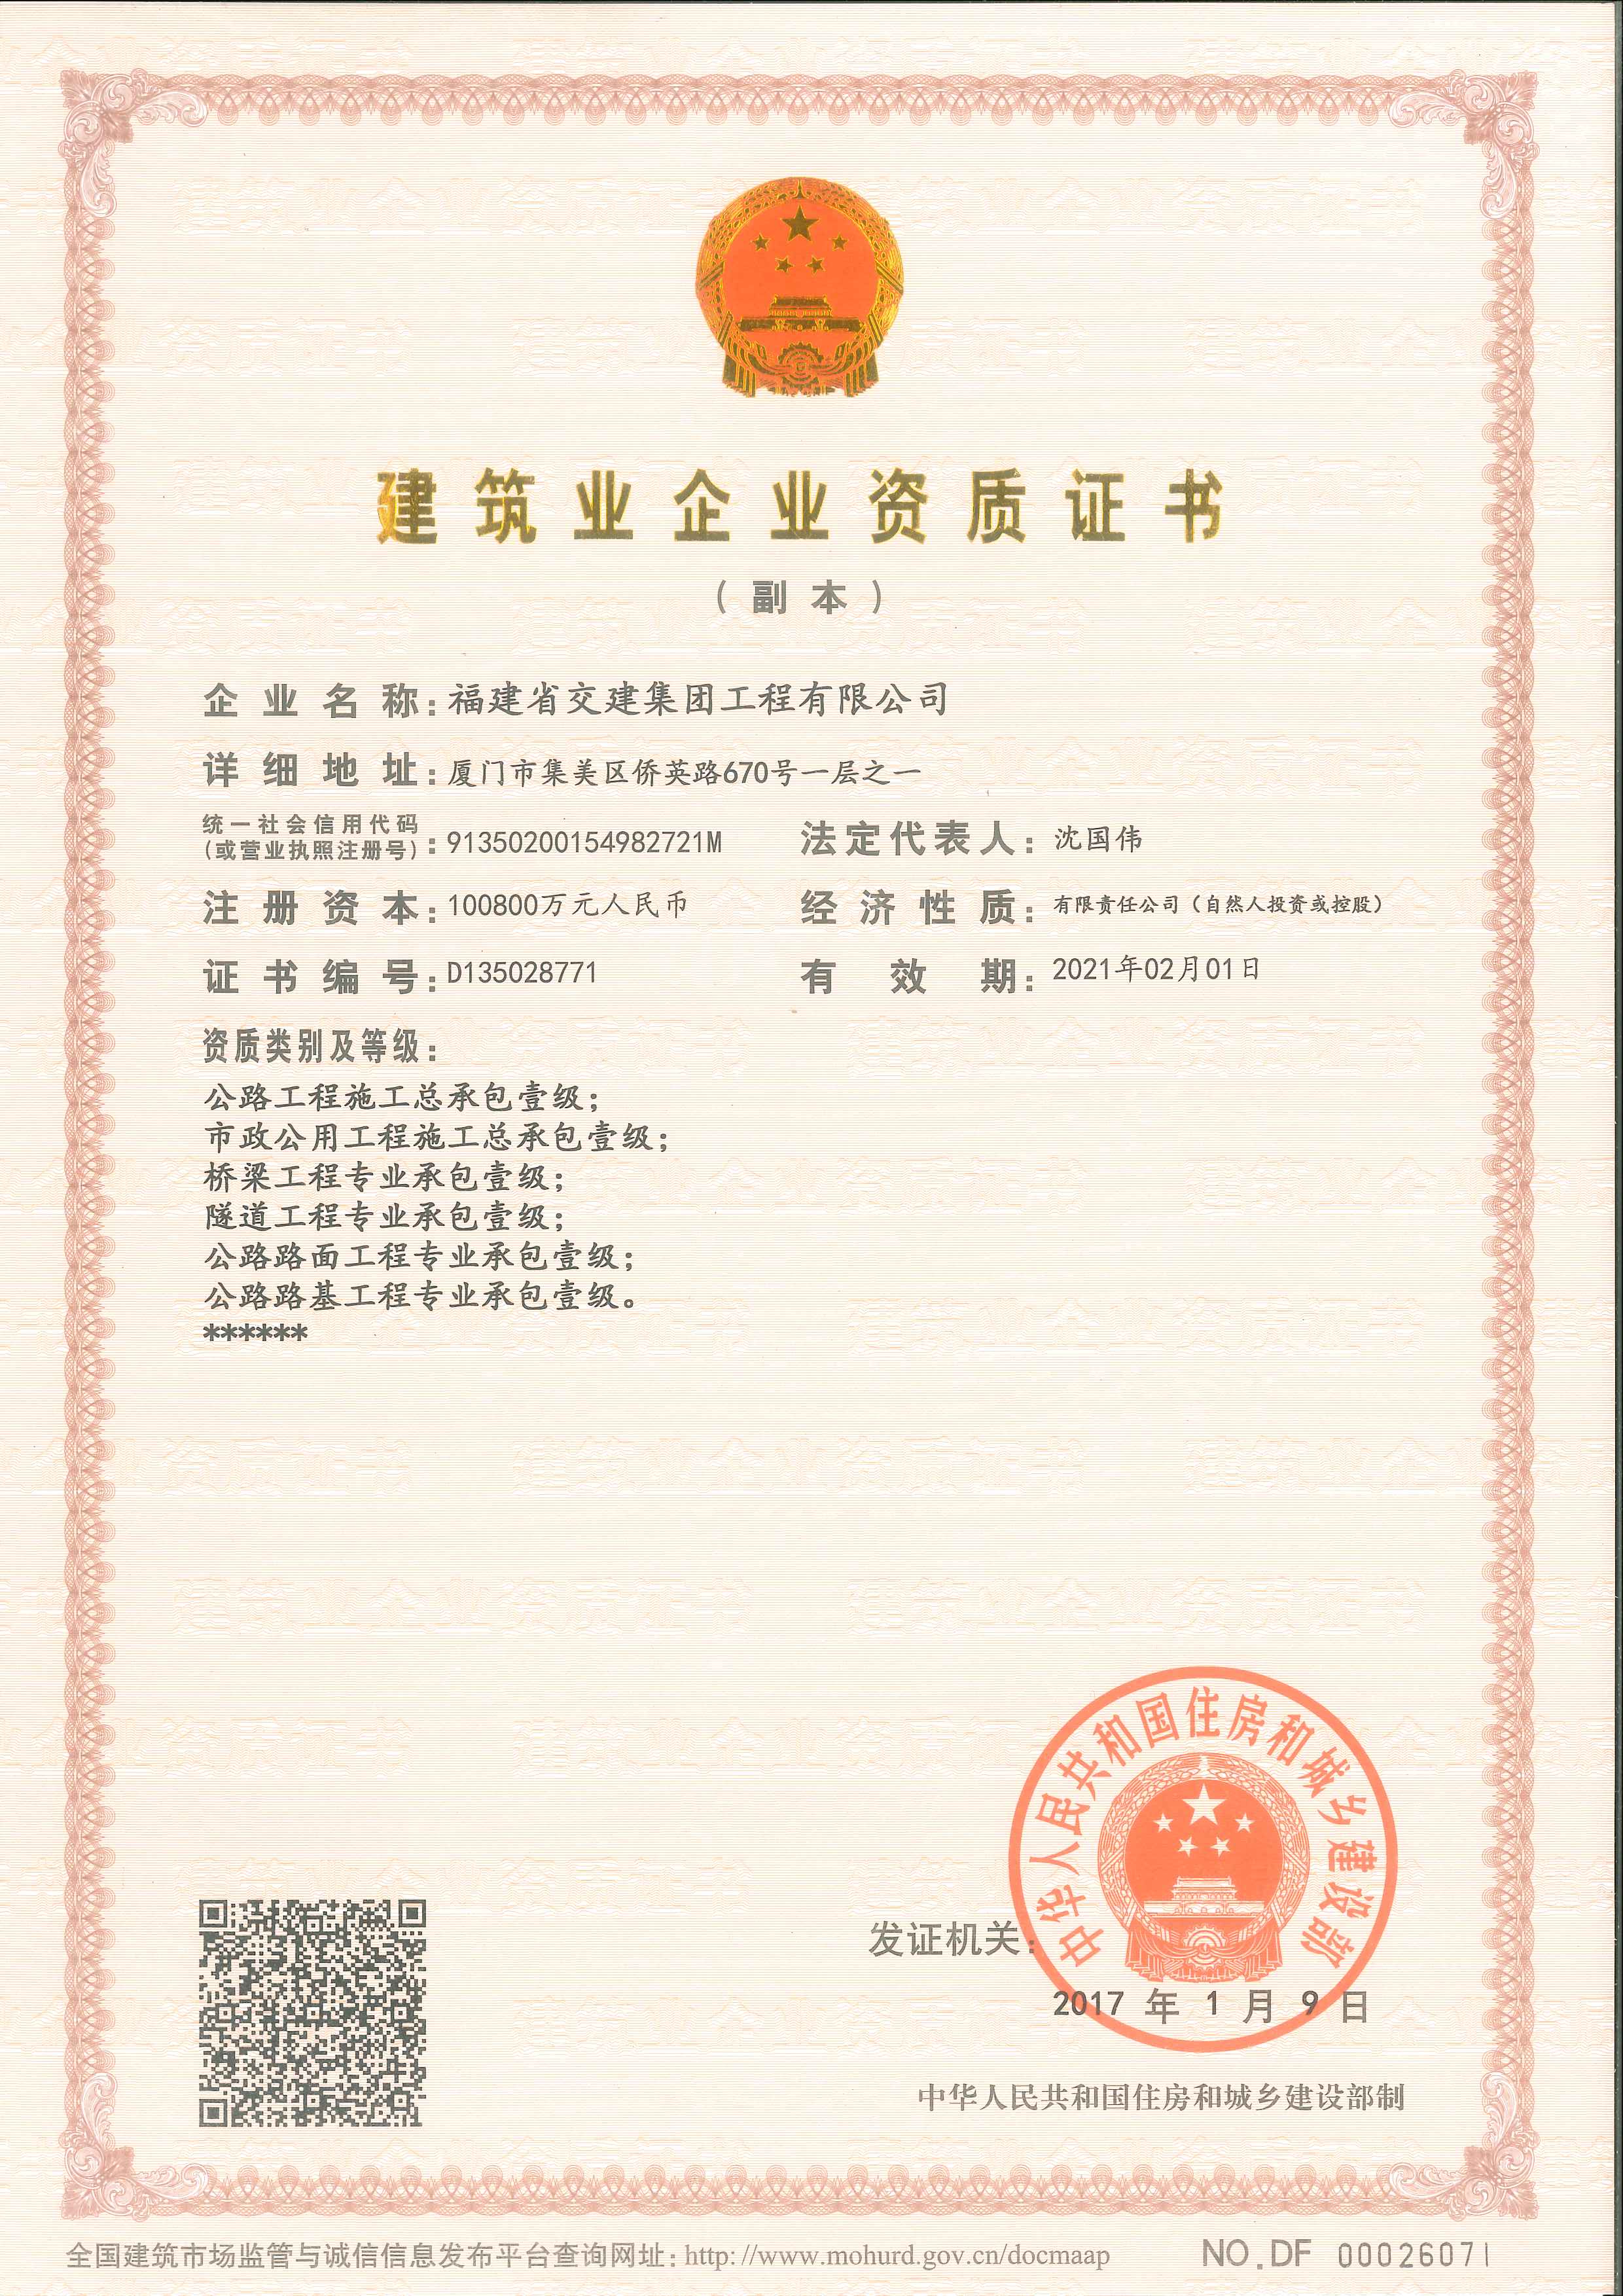 建筑业企业资质证书
（副本）
企业名称：福建省交建集团工程有限公司
详细地址：厦门市集美区侨英路670号一层之一
统一社会信用代码
(或营业执照注册号)：91350200154982721M 法定代表人：沈国伟
注册资本：100800万元人民币 经济性质：有限责任公司（自然人投资或控股）
证书编号：D135028771 有效期：2021年02月01日
资质类别及等级：
公路工程施工总承包壹级；
市政公用工程施工总承包壹级；
桥梁工程专业承包壹级；
隧道工程专业承包壹级；
公路路面工程专业承包壹级；
公路路基工程专业承包壹级。
******
中华人民共和国住房和城乡建设部
发证机关：
2017 年 1 月 9 日
中华人民共和国住房和城乡建设部制
全国建筑市场监管与诚信信息发布平台查询网址：http://www.mohurd.gov.cn/docmaap NO.DF 00026071